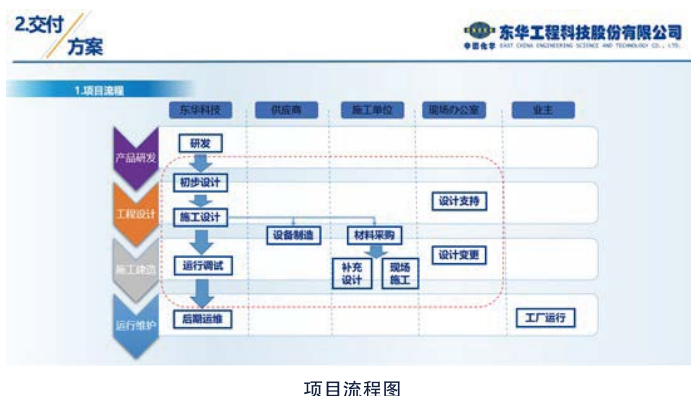 2.交付
方案
中国化学
东华工程科技股份有限公司
EAST CHINA ENGINEERING SCIENCE AND TECHNOLOGY CO., LTD.
1.项目流程
东华科技 供应商 施工单位 现场办公室 业主
产品研发
研发
初步设计
工程设计
设计支持
施工设计
设备制造 材料采购
设计变更
施工建造
运行调试
补充
设计
现场
施工
运行维护
后期运维
工厂运行
项目流程图